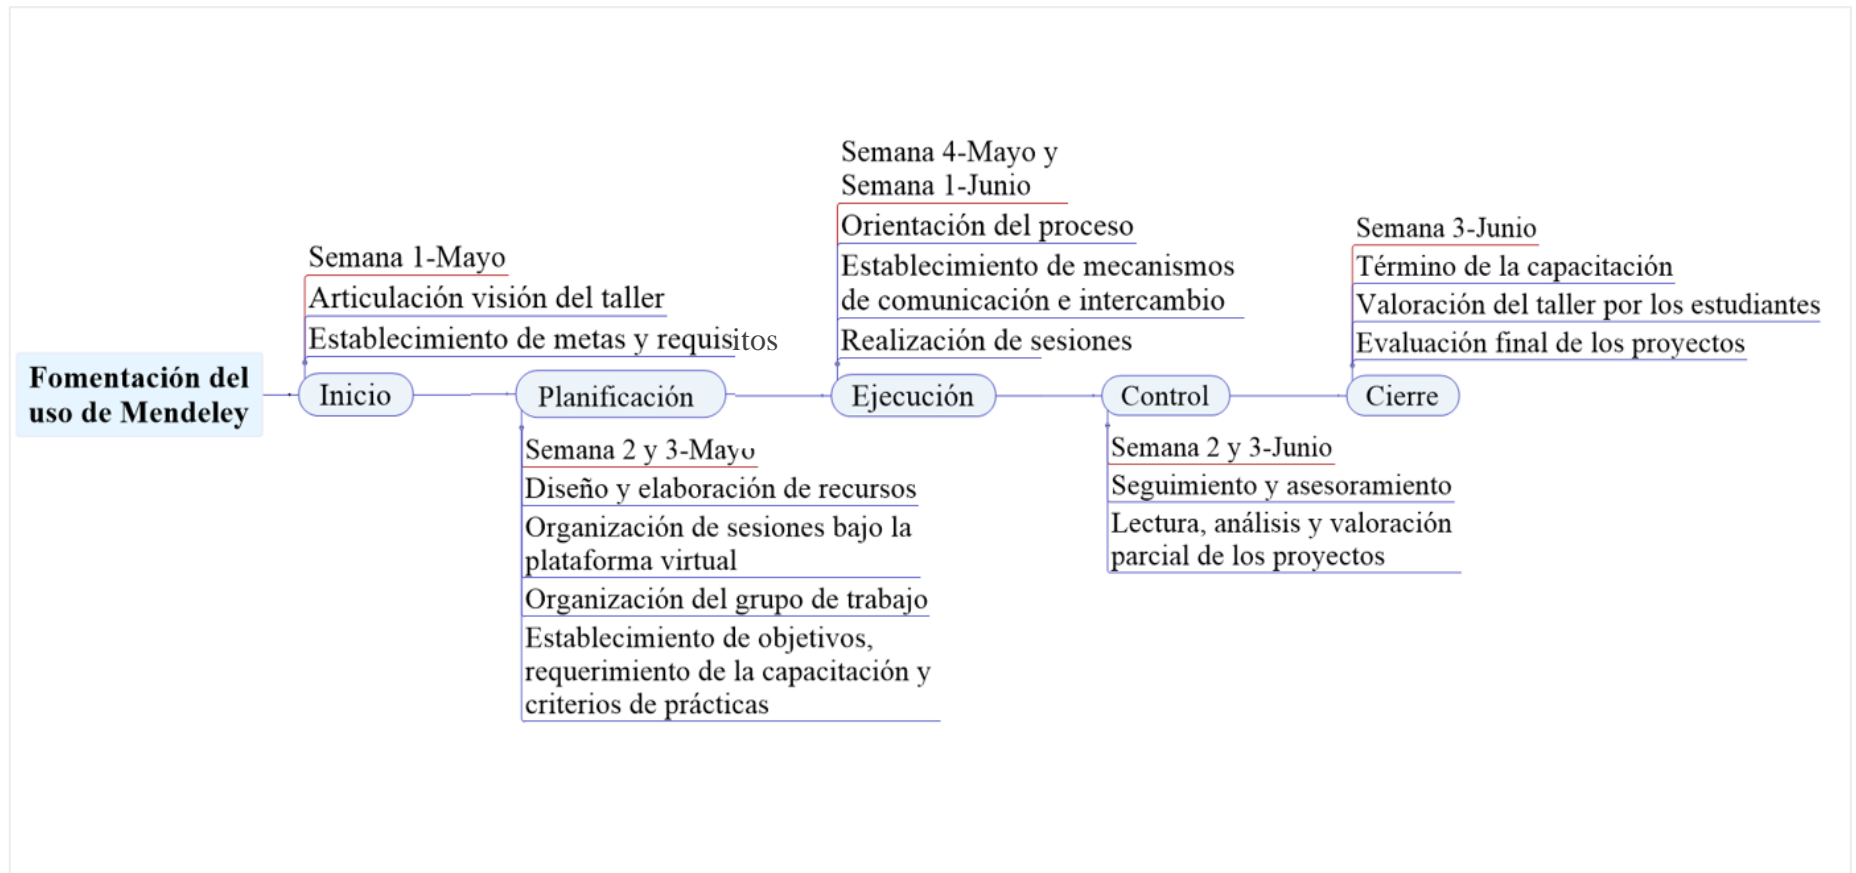 Fomentación del
uso de Mendeley
Inicio
Semana 1-Mayo
Articulación visión del taller
Establecimiento de metas y requisitos
Planificación
Semana 2 y 3-Mayo
Diseño y elaboración de recursos
Organización de sesiones bajo la
plataforma virtual
Organización del grupo de trabajo
Establecimiento de objetivos,
requerimiento de la capacitación y
criterios de prácticas
Ejecución
Semana 4-Mayo y
Semana 1-Junio
Orientación del proceso
Establecimiento de mecanismos
de comunicación e intercambio
Realización de sesiones
Control
Semana 2 y 3-Junio
Seguimiento y asesoramiento
Lectura, análisis y valoración
parcial de los proyectos
Cierre
Semana 3-Junio
Término de la capacitación
Valoración del taller por los estudiantes
Evaluación final de los proyectos